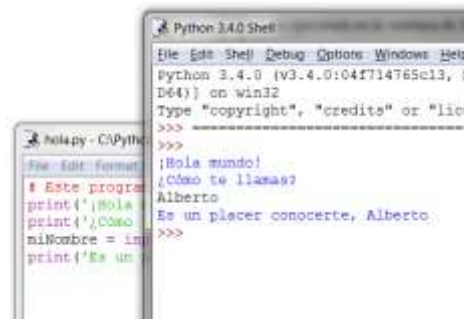 Python 3.4.0 Shell
File Edit Shell Debug Options Windows Help
Python 3.4.0 (v3.4.0:04f714765c13,
D64)] on win32
Type "copyright", "credits" or "lic
>>> ================================
>>>
¡Hola mundo!
¿Cómo te llamas?
Alberto
Es un placer conocerte, Alberto
>>>
hola.py - C:\Pytho
File Edit Format
# Este progra
print('¡Hola
print('¿Cómo
miNombre = inp
print('Es un